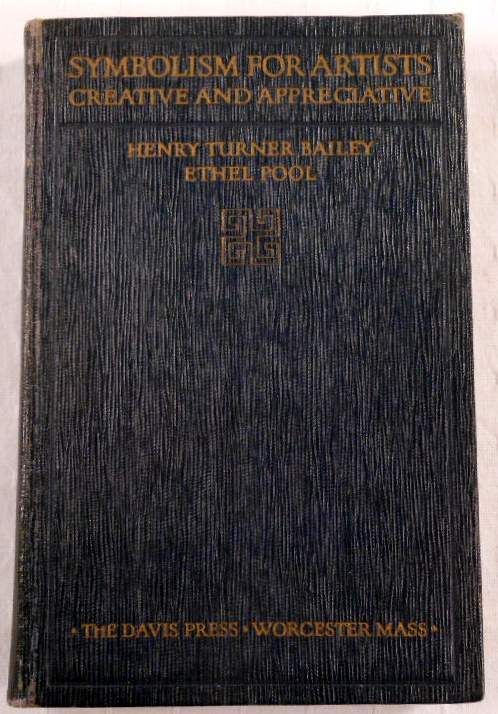 SYMBOLISM FOR ARTISTS
CREATIVE AND APPRECIATIVE
HENRY TURNER BAILEY
ETHEL POOL
• THE DAVIS PRESS • WORCESTER MASS •